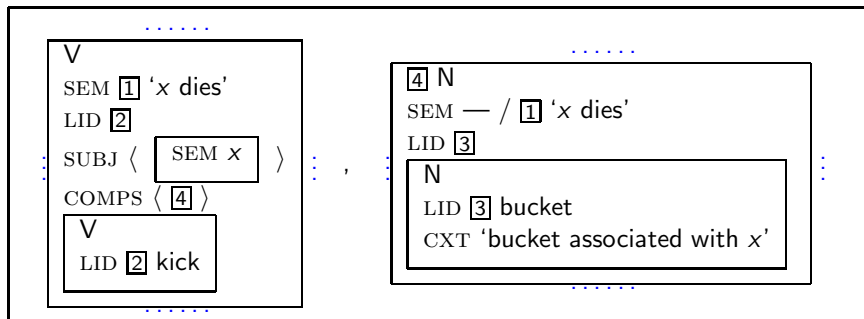 V
SEM 1 ‘x dies’
LID 2
SUBJ ⟨ SEM x ⟩
COMPS ⟨ 4 ⟩
V
LID 2 kick
,
4 N
SEM — / 1 ‘x dies’
LID 3
N
LID 3 bucket
CXT ‘bucket associated with x’